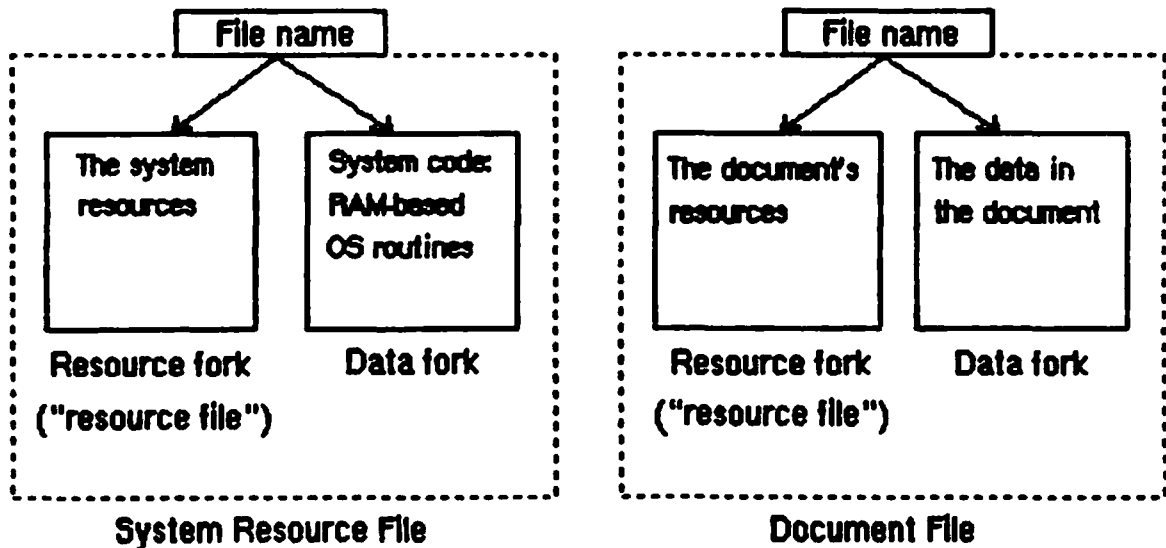 File name
The system
resources
System code:
RAM-based
OS routines
Resource fork
("resource file")
Data fork
System Resource File
File name
The document's
resources
The data in
the document
Resource fork
("resource file")
Data fork
Document File